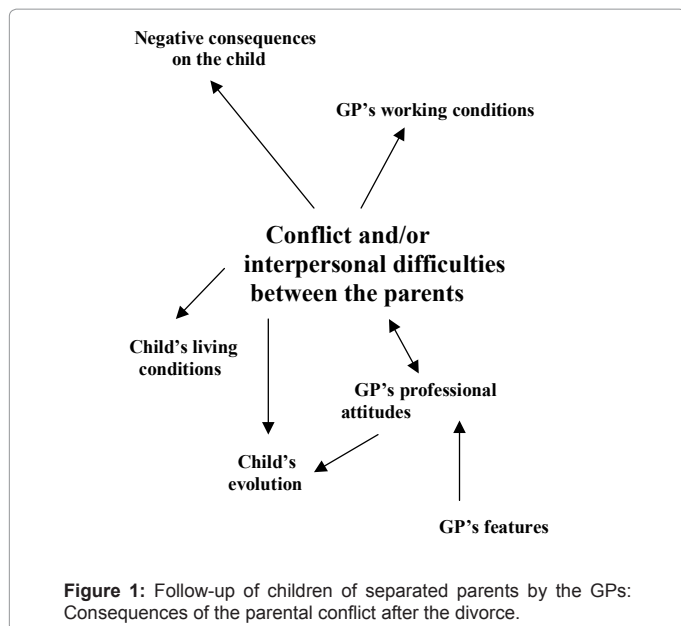 Negative consequences
on the child
GP's working conditions
Conflict and/or
interpersonal difficulties
between the parents
Child's living
conditions
GP's professional
attitudes
Child's
evolution
GP's features
Figure 1: Follow-up of children of separated parents by the GPs:
Consequences of the parental conflict after the divorce.